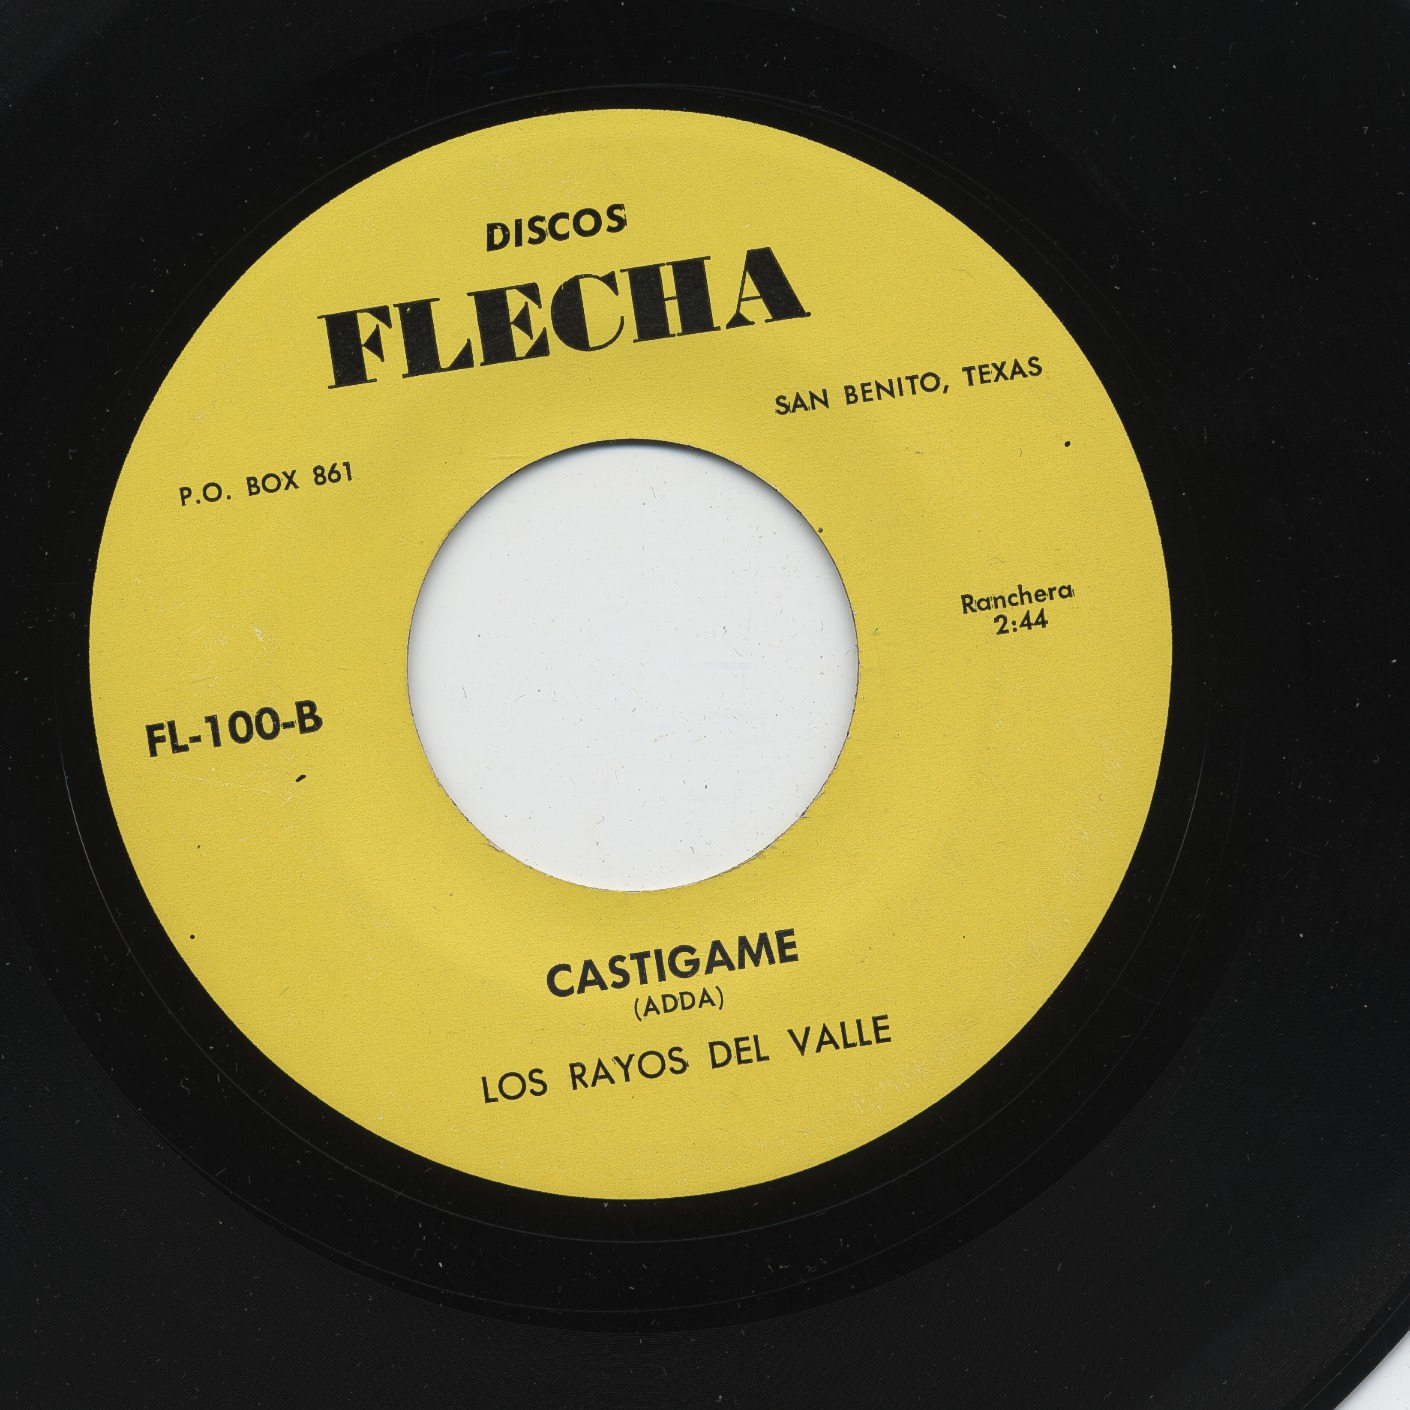 DISCOS
FLECHA
SAN BENITO, TEXAS
P.O. BOX 861
Ranchera
2:44
FL-100-B
CASTIGAME
(ADDA)
LOS RAYOS DEL VALLE